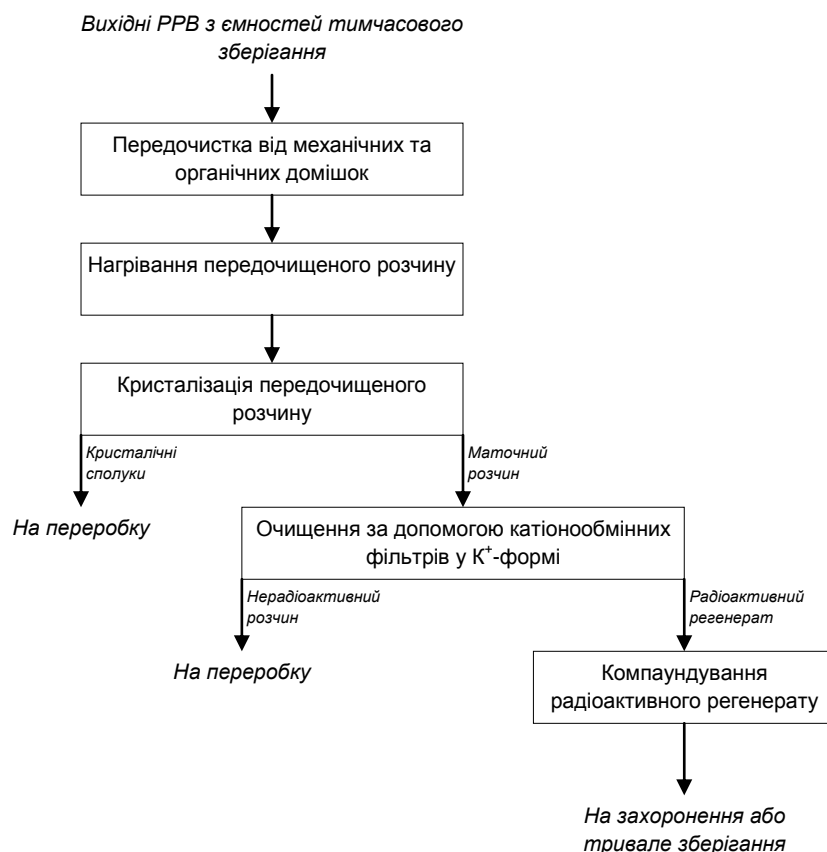 Вихідні РРВ з ємностей тимчасового
зберігання
Передочистка від механічних та
органічних домішок
Нагрівання передочищеного розчину
Кристалізація передочищеного
розчину
Кристалічні
сполуки
Маточний
розчин
На переробку
Очищення за допомогою катіонообмінних
фільтрів у К⁺-формі
Нерадіоактивний
розчин
Радіоактивний
регенерат
На переробку
Компаундування
радіоактивного регенерату
На захоронення або
тривале зберігання